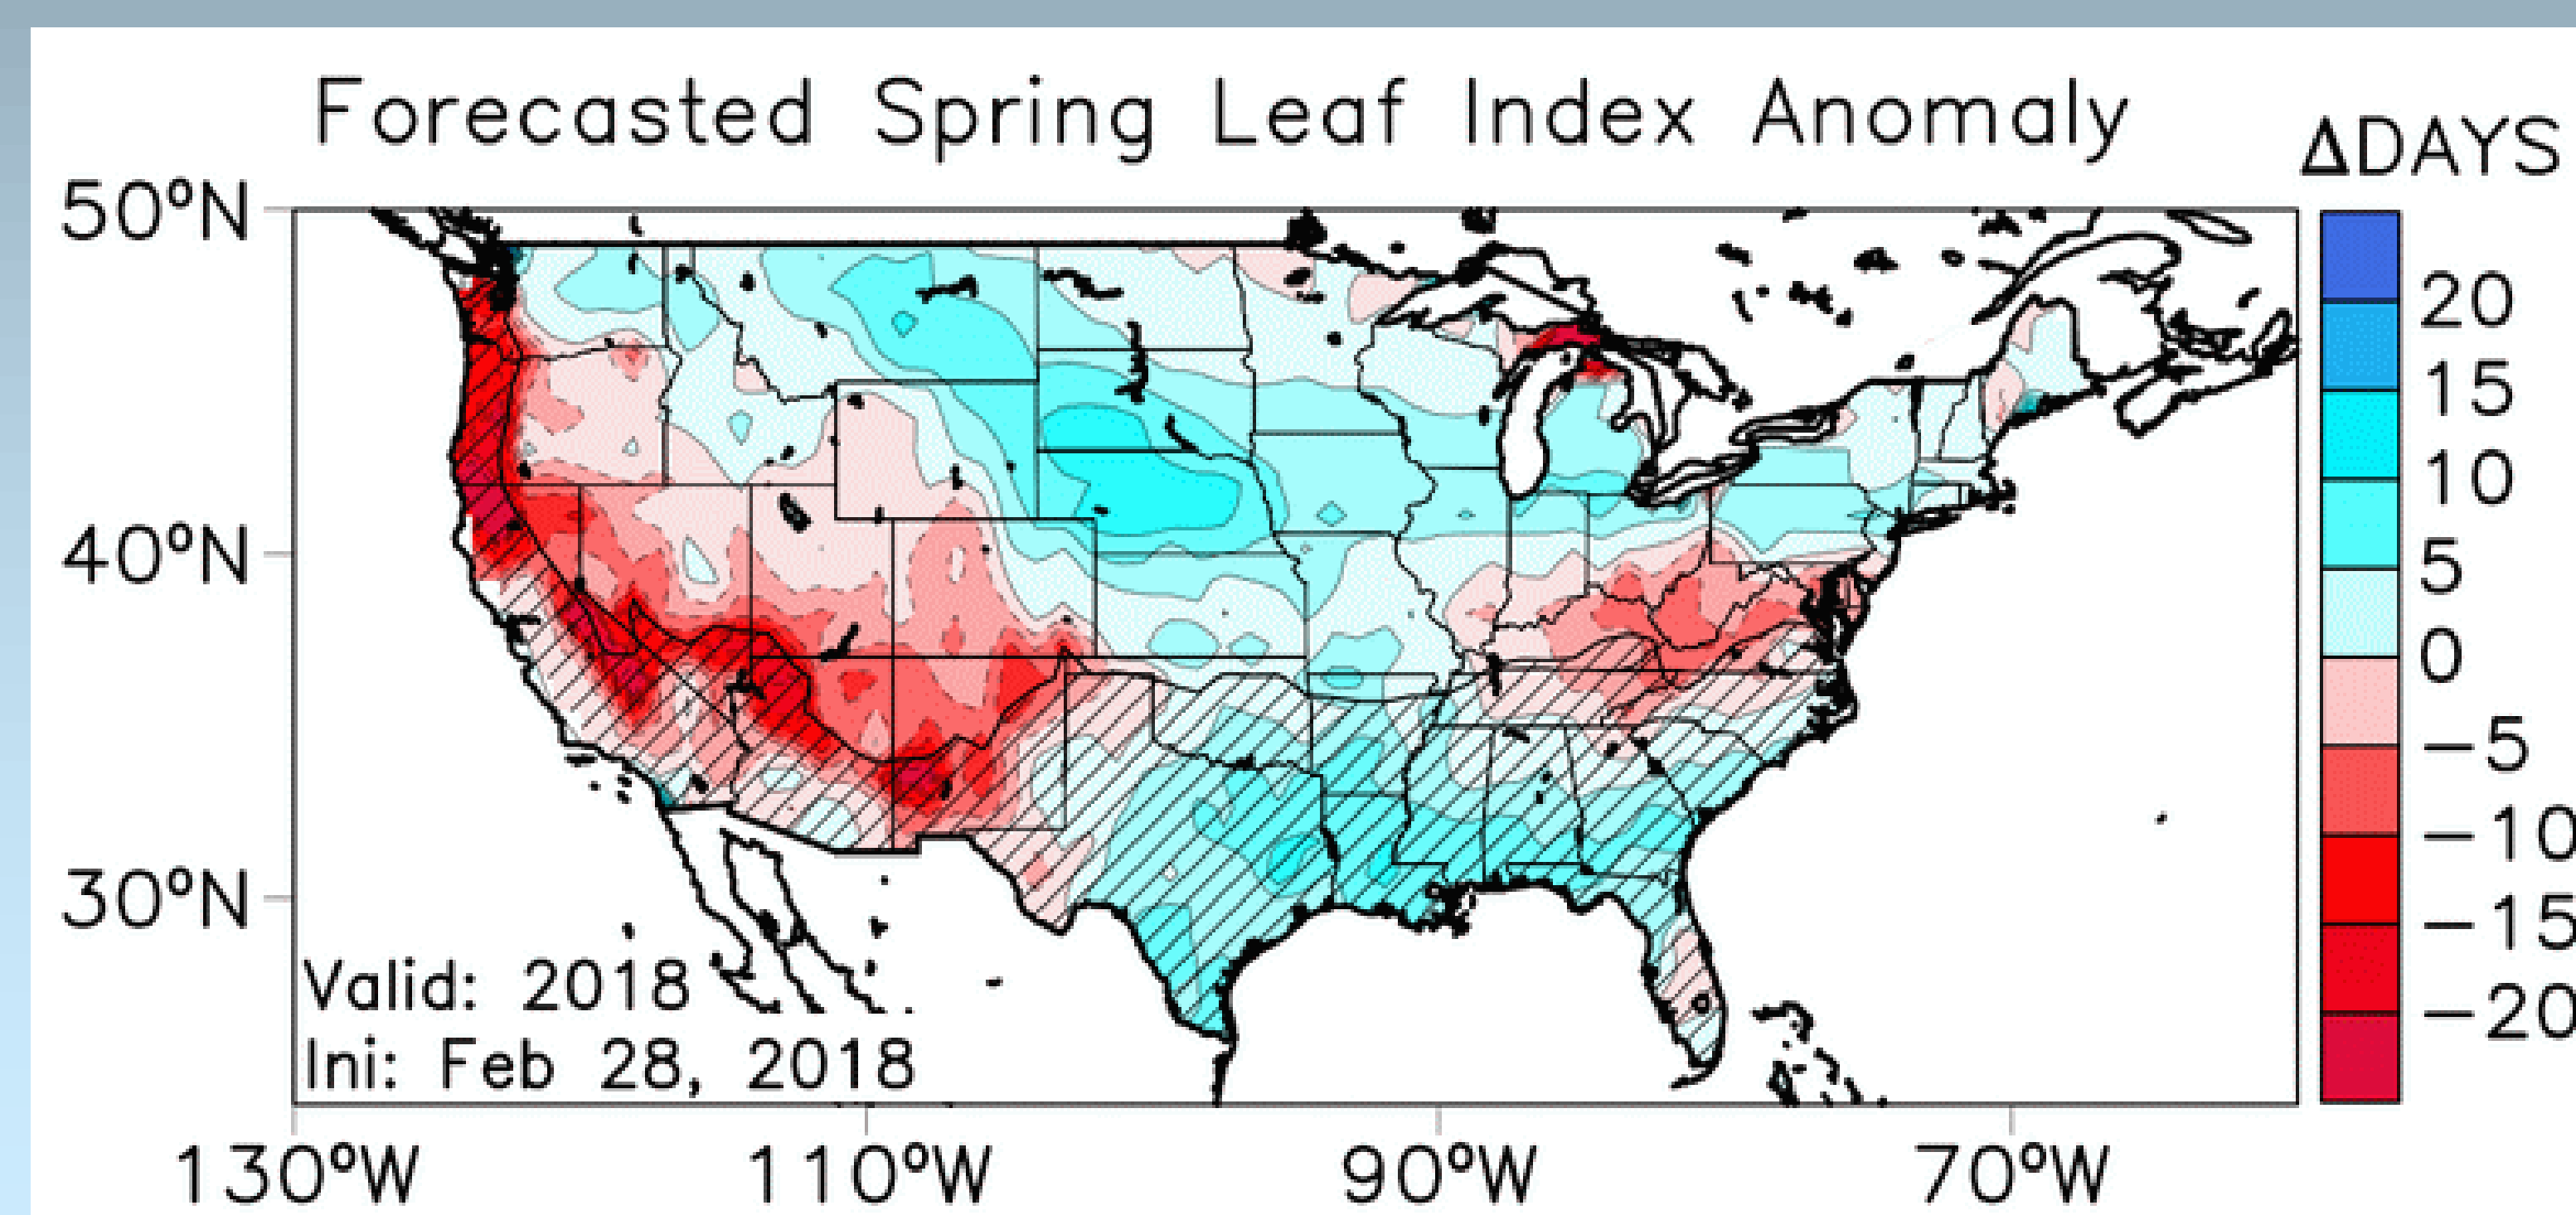 Forecasted Spring Leaf Index Anomaly
ΔDAYS
50°N
40°N
30°N
20
15
10
5
0
−5
−10
−15
−20
Valid: 2018
Ini: Feb 28, 2018
130°W 110°W 90°W 70°W